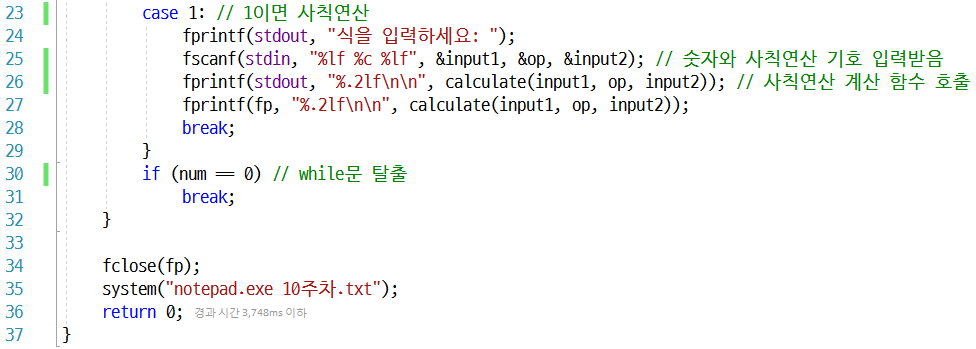 23 case 1: // 1이면 사칙연산
24 fprintf(stdout, "식을 입력하세요: ");
25 fscanf(stdin, "%lf %c %lf", &input1, &op, &input2); // 숫자와 사칙연산 기호 입력받음
26 fprintf(stdout, "%.2lf\n\n", calculate(input1, op, input2)); // 사칙연산 계산 함수 호출
27 fprintf(fp, "%.2lf\n\n", calculate(input1, op, input2));
28 break;
29 }
30 if (num == 0) // while문 탈출
31 break;
32 }
33
34 fclose(fp);
35 system("notepad.exe 10주차.txt");
36 return 0; 경과 시간 3,748ms 이하
37 }